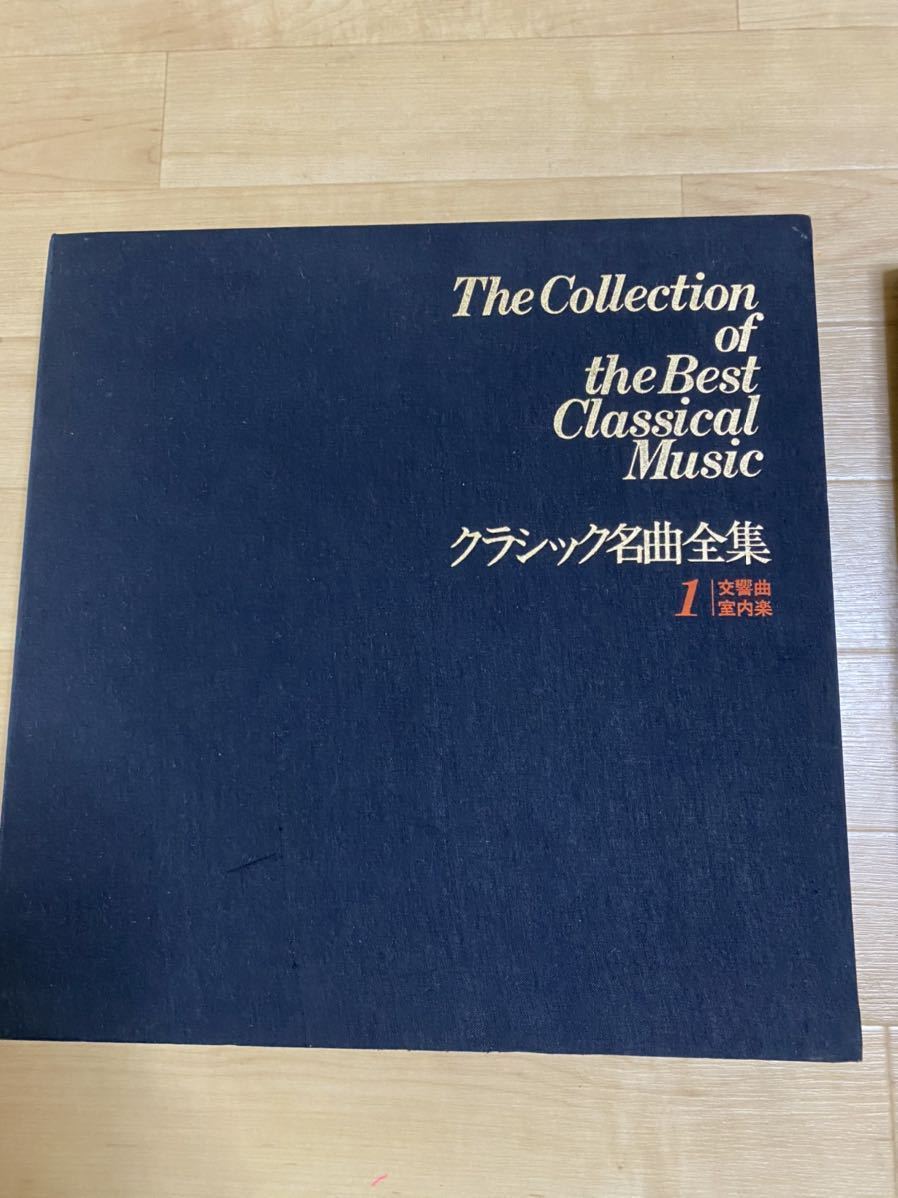 The Collection
of
the Best
Classical
Music
クラシック名曲全集
1 交響曲
室内楽